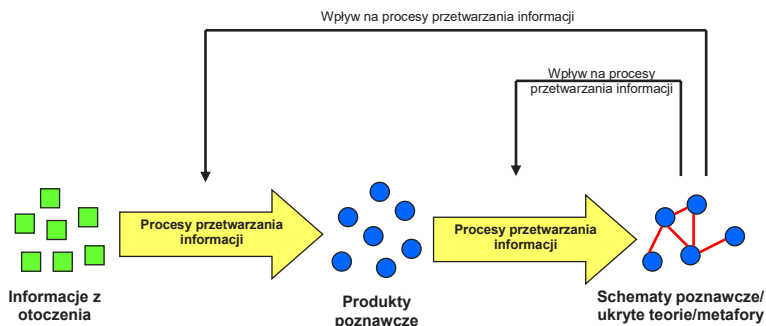 Wpływ na procesy przetwarzania informacji
Wpływ na procesy
przetwarzania informacji
Procesy przetwarzania
informacji
Procesy przetwarzania
informacji
Informacje z
otoczenia
Produkty
poznawcze
Schematy poznawcze/
ukryte teorie/metafory